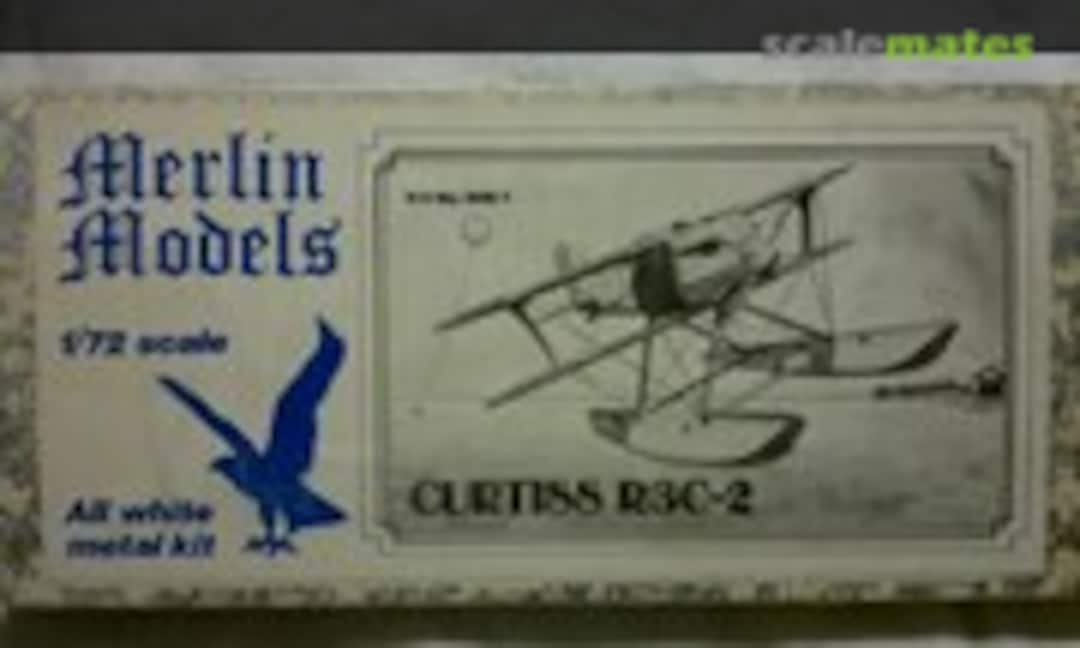 scalemates
Merlin
Models
1/72 scale
All white
metal kit
CURTISS R3C-2